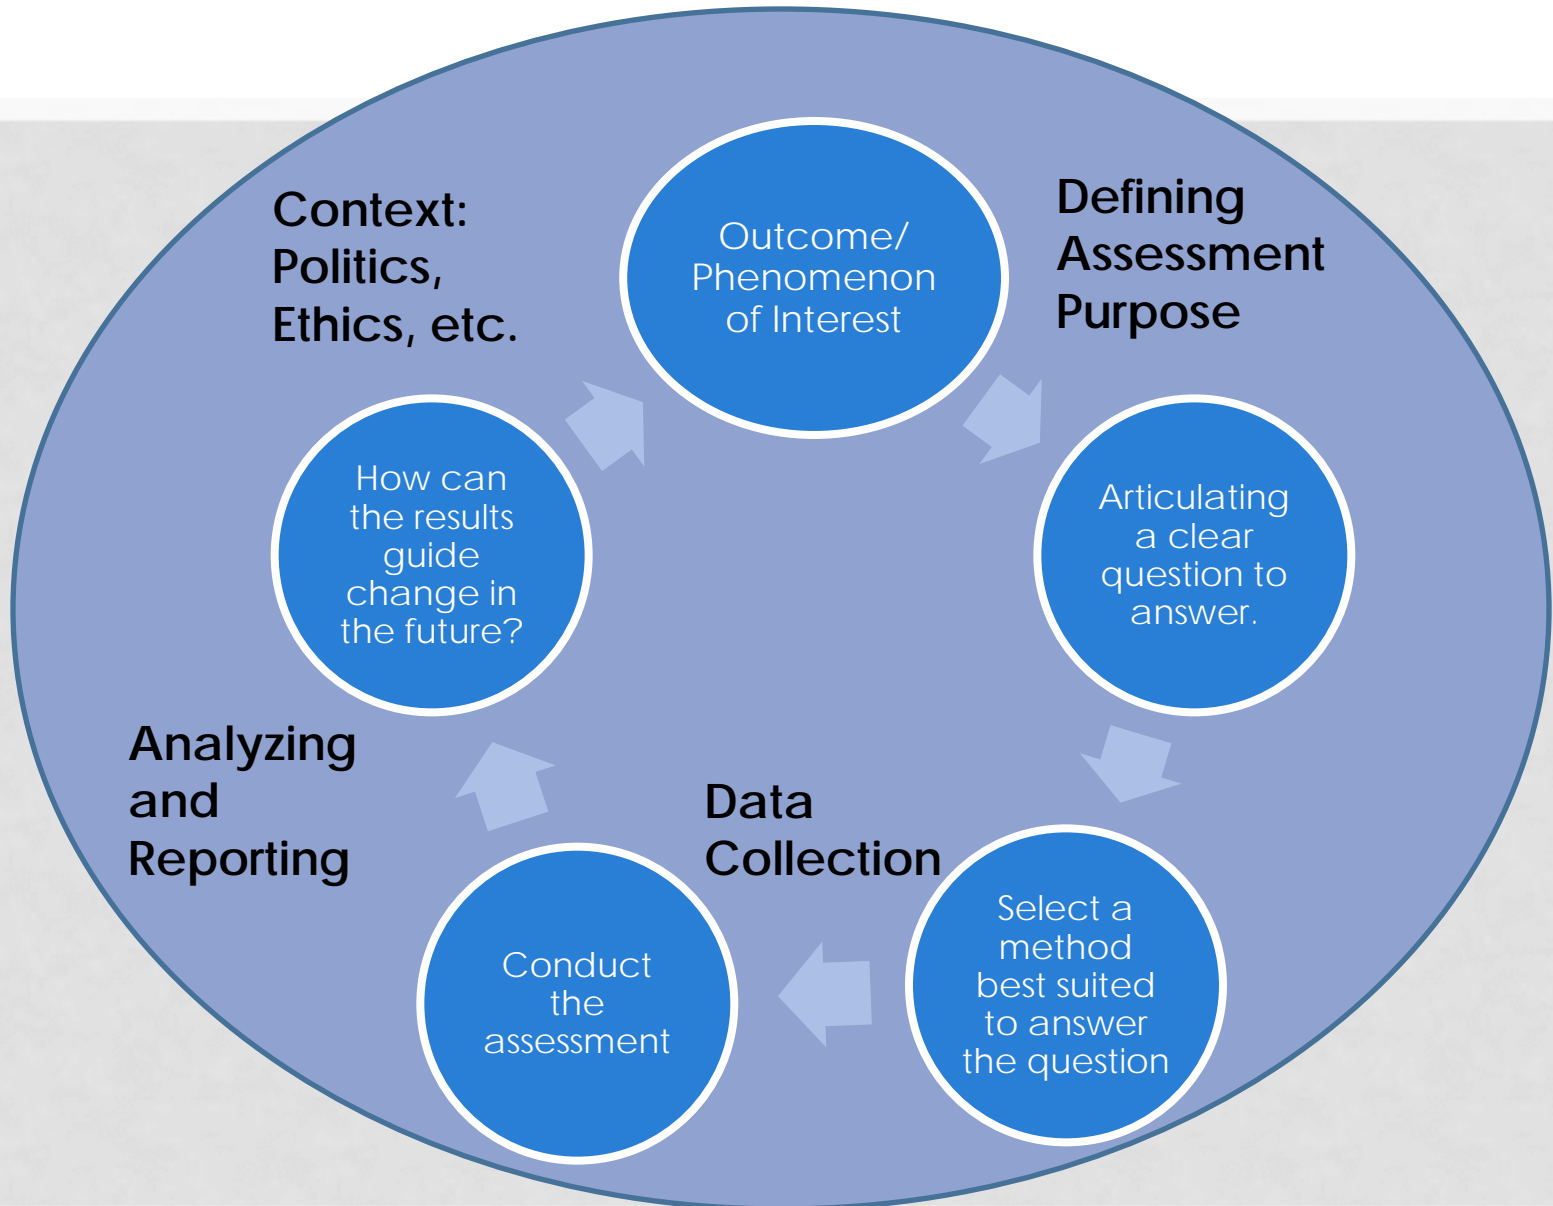 Context:
Politics,
Ethics, etc.
Outcome/
Phenomenon
of Interest
Defining
Assessment
Purpose
Articulating
a clear
question to
answer.
Select a
method
best suited
to answer
the question
Data
Collection
Conduct
the
assessment
Analyzing
and
Reporting
How can
the results
guide
change in
the future?